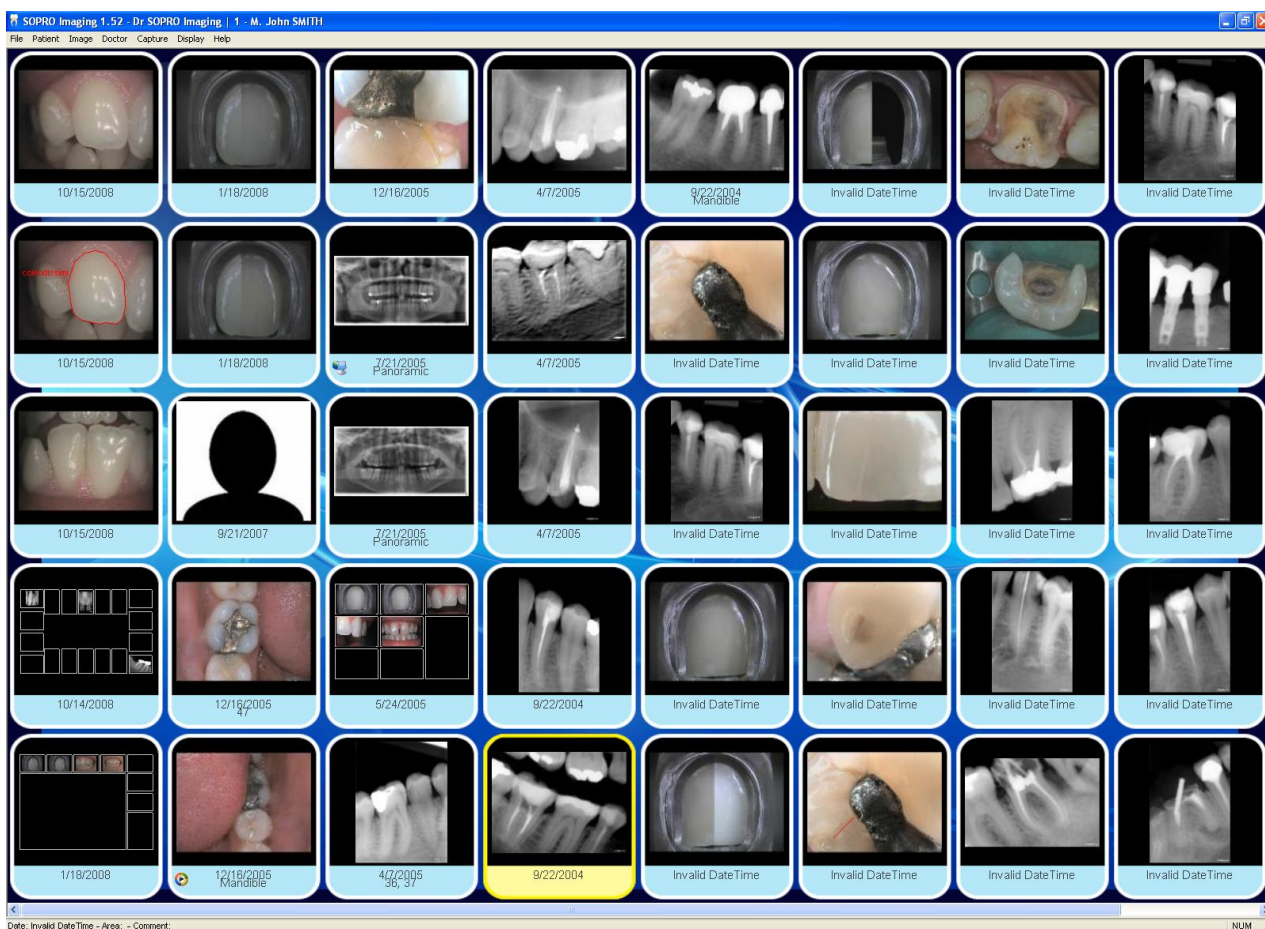 SOPRO Imaging 1.52 - Dr SOPRO Imaging | 1 - M. John SMITH
File Patient Image Doctor Capture Display Help
10/15/2008
1/18/2008
12/16/2005
4/7/2005
9/22/2004
Mandible
Invalid DateTime
Invalid DateTime
Invalid DateTime
10/15/2008
1/18/2008
7/21/2005
Panoramic
4/7/2005
Invalid DateTime
Invalid DateTime
Invalid DateTime
Invalid DateTime
10/15/2008
9/21/2007
7/21/2005
Panoramic
4/7/2005
Invalid DateTime
Invalid DateTime
Invalid DateTime
Invalid DateTime
10/14/2008
12/16/2005
47
5/24/2005
9/22/2004
Invalid DateTime
Invalid DateTime
Invalid DateTime
Invalid DateTime
1/18/2008
12/16/2005
Mandible
4/7/2005
36, 37
9/22/2004
Invalid DateTime
Invalid DateTime
Invalid DateTime
Invalid DateTime
Date: Invalid DateTime - Area: - Comment:
NUM